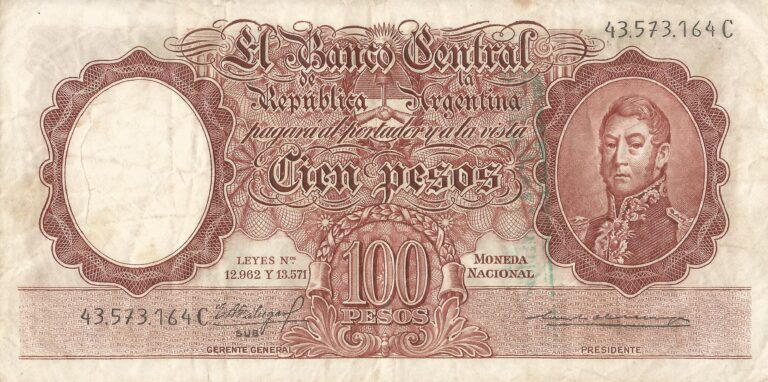 43.573.164 C
El Banco Central
de la
República Argentina
pagará al portador y a la vista
Cien pesos
LEYES Nos.
12.962 Y 13.571
MONEDA
NACIONAL
100
PESOS
43.573.164 C
SUB
GERENTE GENERAL
PRESIDENTE